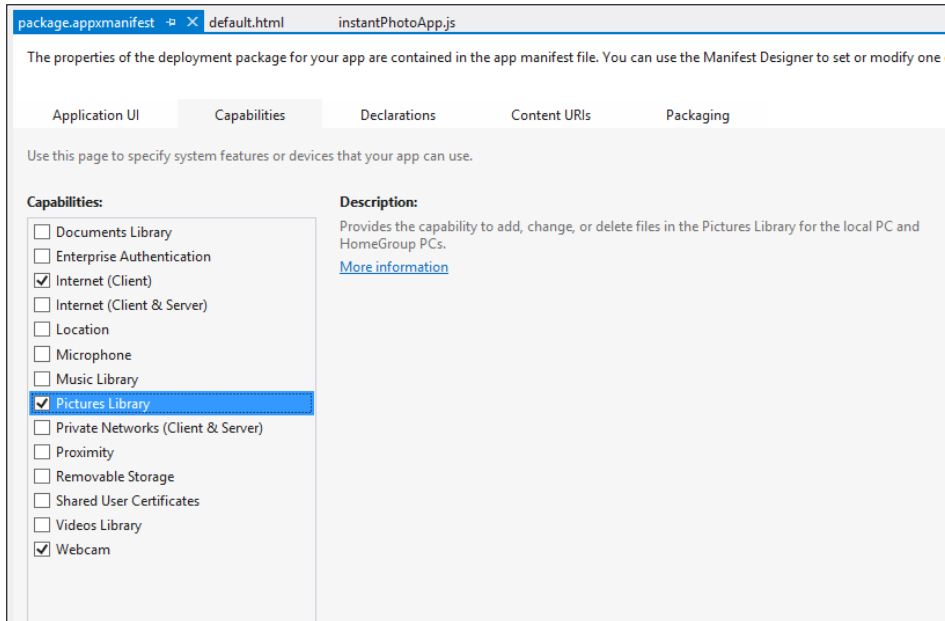 package.appxmanifest default.html instantPhotoApp.js
The properties of the deployment package for your app are contained in the app manifest file. You can use the Manifest Designer to set or modify one
Application UI Capabilities Declarations Content URIs Packaging
Use this page to specify system features or devices that your app can use.
Capabilities:
Documents Library
Enterprise Authentication
Internet (Client)
Internet (Client & Server)
Location
Microphone
Music Library
Pictures Library
Private Networks (Client & Server)
Proximity
Removable Storage
Shared User Certificates
Videos Library
Webcam
Description:
Provides the capability to add, change, or delete files in the Pictures Library for the local PC and
HomeGroup PCs.
More information